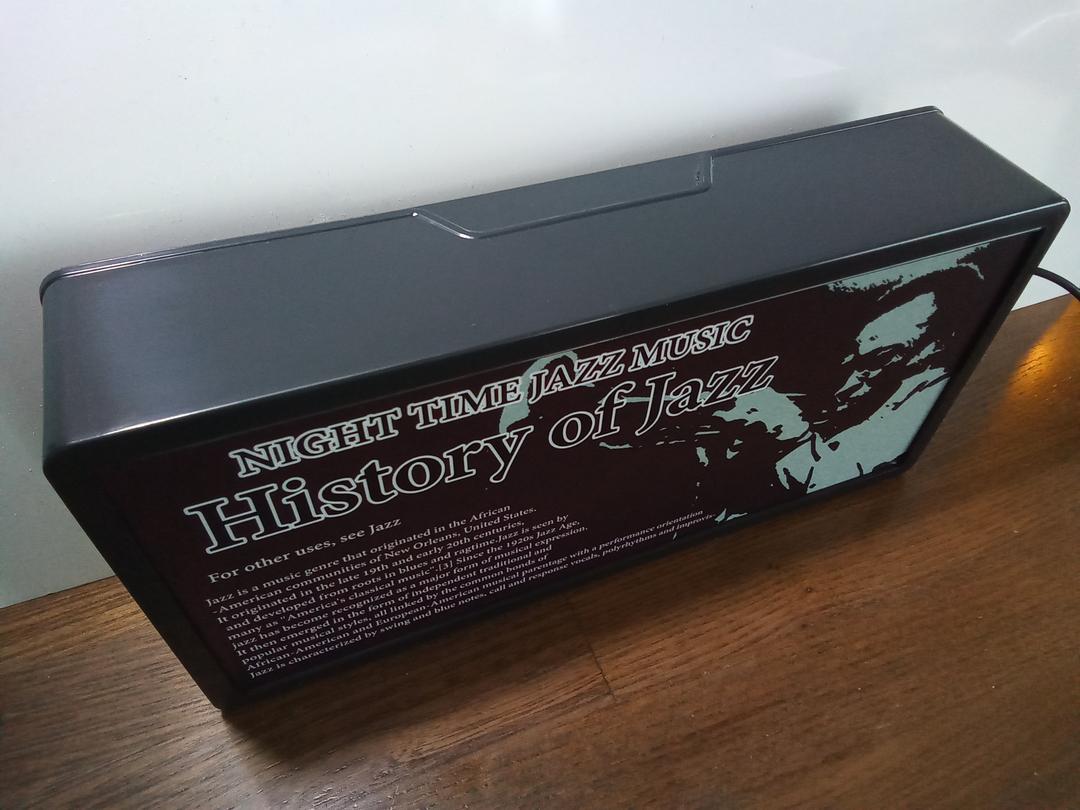 NIGHT TIME JAZZ MUSIC
History of Jazz
For other uses, see Jazz
Jazz is a music genre that originated in the African
-American communities of New Orleans, United States.
It originated in the late 19th and early 20th centuries,
and developed from roots in blues and ragtime.Jazz is seen by
many as "America's classical music".[3] Since the 1920s Jazz Age,
jazz has become recognized as a major form of musical expression.
It then emerged in the form of independent traditional and
popular musical styles, all linked by the common bonds of
African-American and European-American musical parentage with a performance orientation
Jazz is characterized by swing and blue notes, call and response vocals, polyrhythms and improvis